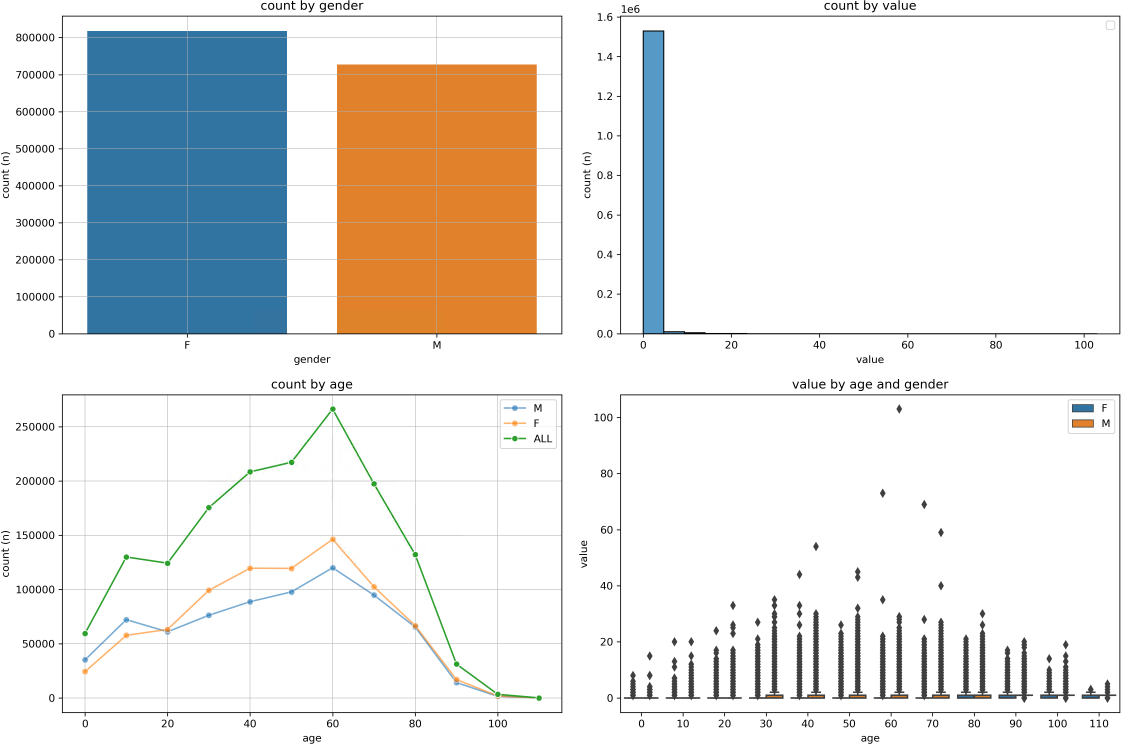 count by gender
800000
700000
600000
500000
400000
300000
200000
100000
0
count (n)
F
M
gender
count by value
1e6
1.6
1.4
1.2
1.0
0.8
0.6
0.4
0.2
0.0
count (n)
0 20 40 60 80 100
value
count by age
250000
200000
150000
100000
50000
0
count (n)
M
F
ALL
0 20 40 60 80 100
age
value by age and gender
100
80
60
40
20
0
value
F
M
0 10 20 30 40 50 60 70 80 90 100 110
age